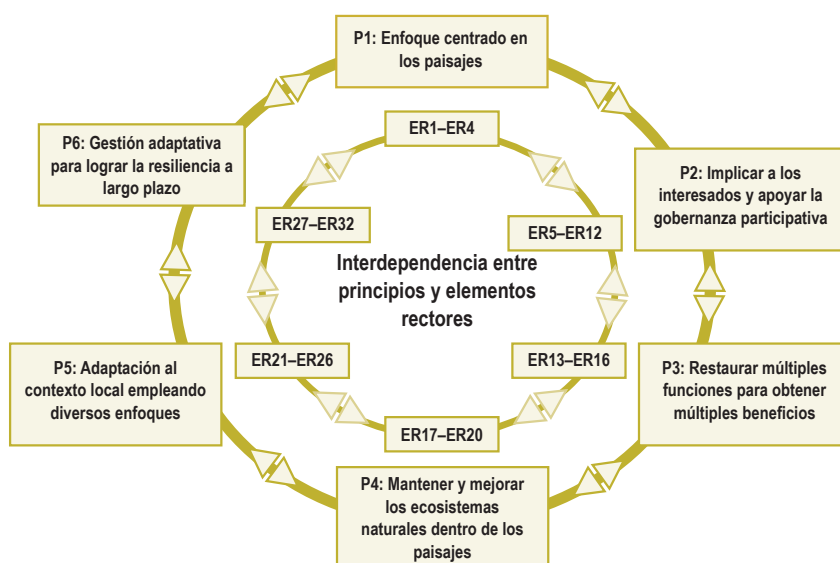 P1: Enfoque centrado en
los paisajes
P6: Gestión adaptativa
para lograr la resiliencia a
largo plazo
ER1–ER4
P2: Implicar a los
interesados y apoyar la
gobernanza participativa
ER27–ER32
ER5–ER12
Interdependencia entre
principios y elementos
rectores
P5: Adaptación al
contexto local empleando
diversos enfoques
ER21–ER26
ER13–ER16
P3: Restaurar múltiples
funciones para obtener
múltiples beneficios
ER17–ER20
P4: Mantener y mejorar
los ecosistemas
naturales dentro de los
paisajes